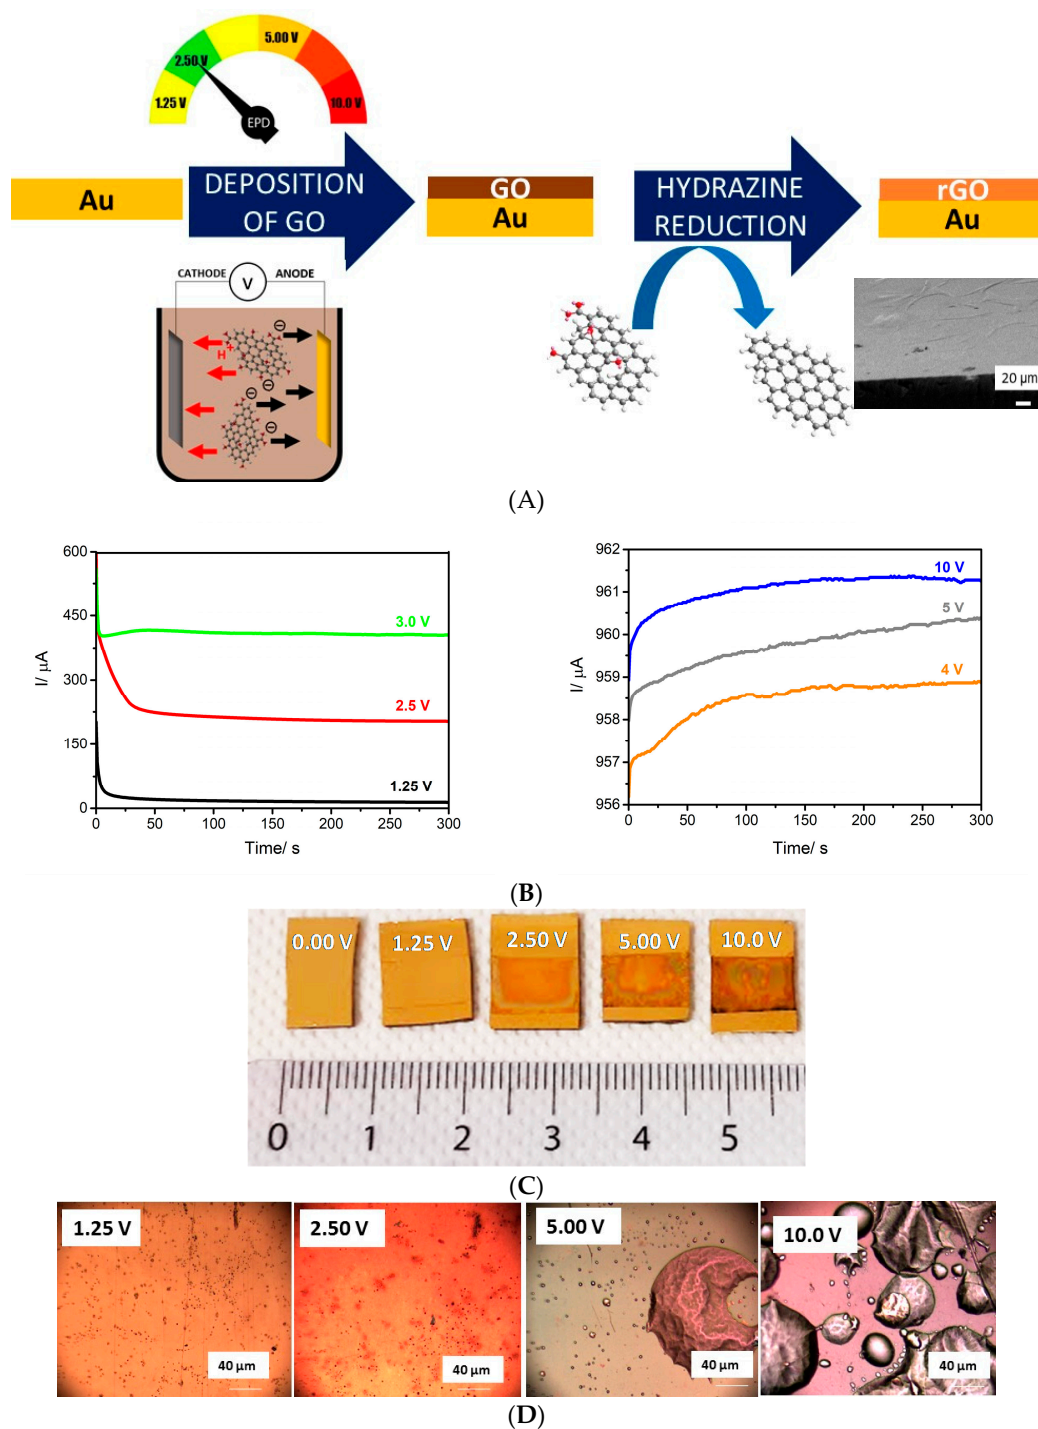 1.25 V
2.50 V
5.00 V
10.0 V
EPD
Au
DEPOSITION
OF GO
GO
Au
HYDRAZINE
REDUCTION
rGO
Au
CATHODE
V
ANODE
H+
20 µm
(A)
600
450
300
150
0
I/ µA
3.0 V
2.5 V
1.25 V
0 50 100 150 200 250 300
Time/ s
962
961
960
959
958
957
956
I/ µA
10 V
5 V
4 V
0 50 100 150 200 250 300
Time/ s
(B)
0.00 V 1.25 V 2.50 V 5.00 V 10.0 V
0 1 2 3 4 5
(C)
1.25 V
40 µm
2.50 V
40 µm
5.00 V
40 µm
10.0 V
40 µm
(D)